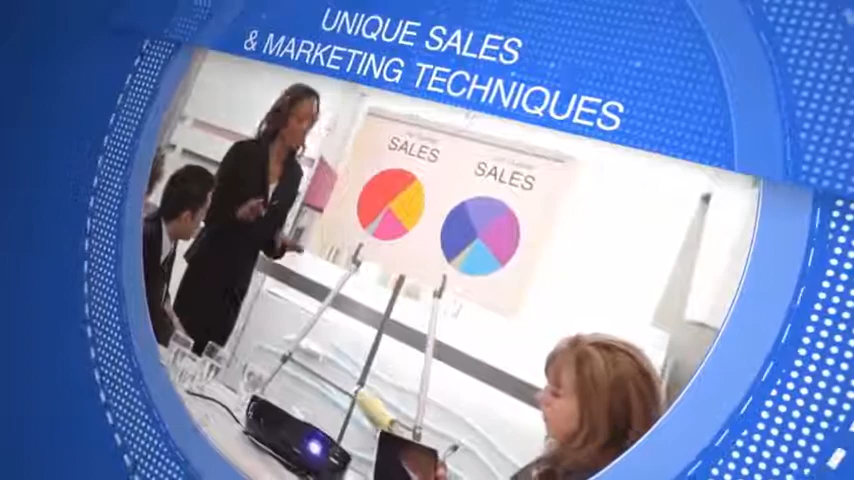 UNIQUE SALES
& MARKETING TECHNIQUES
SALES
SALES